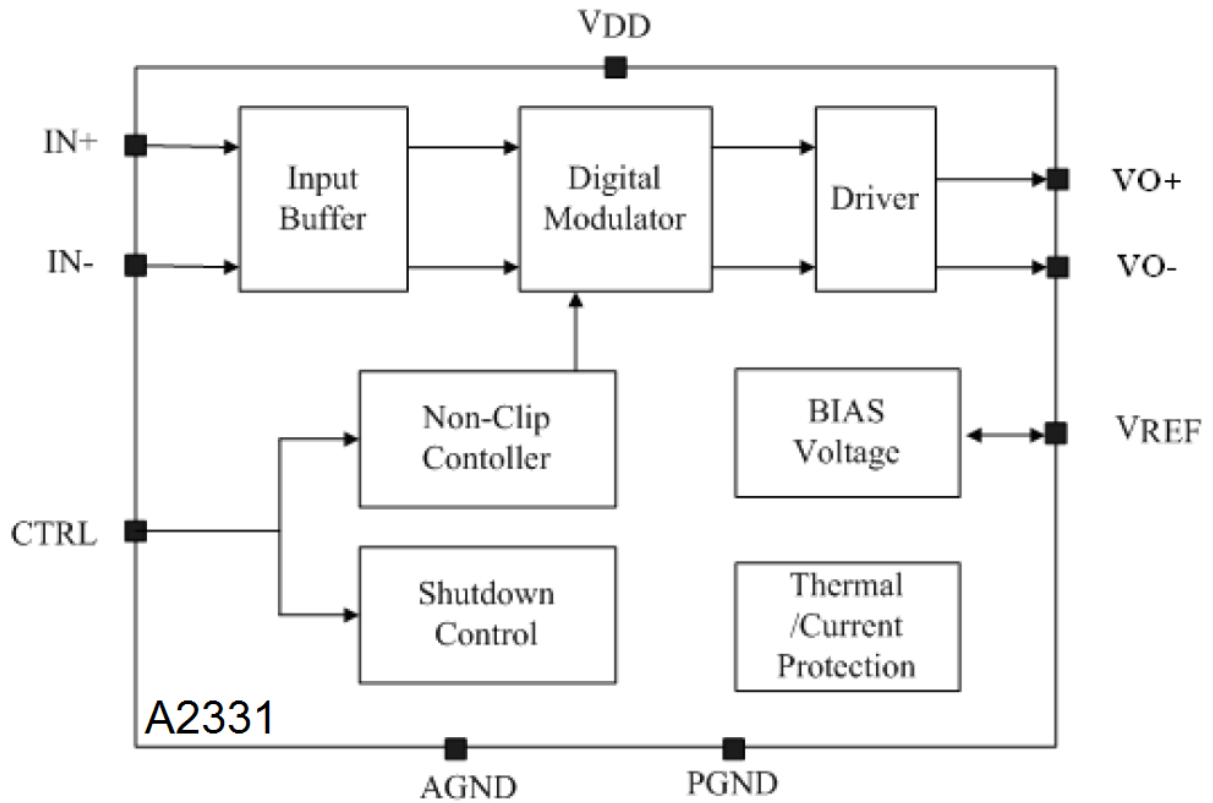 VDD
IN+
Input
Buffer
Digital
Modulator
Driver
VO+
IN-
VO-
Non-Clip
Contoller
BIAS
Voltage
VREF
CTRL
Shutdown
Control
Thermal
/Current
Protection
A2331
AGND
PGND